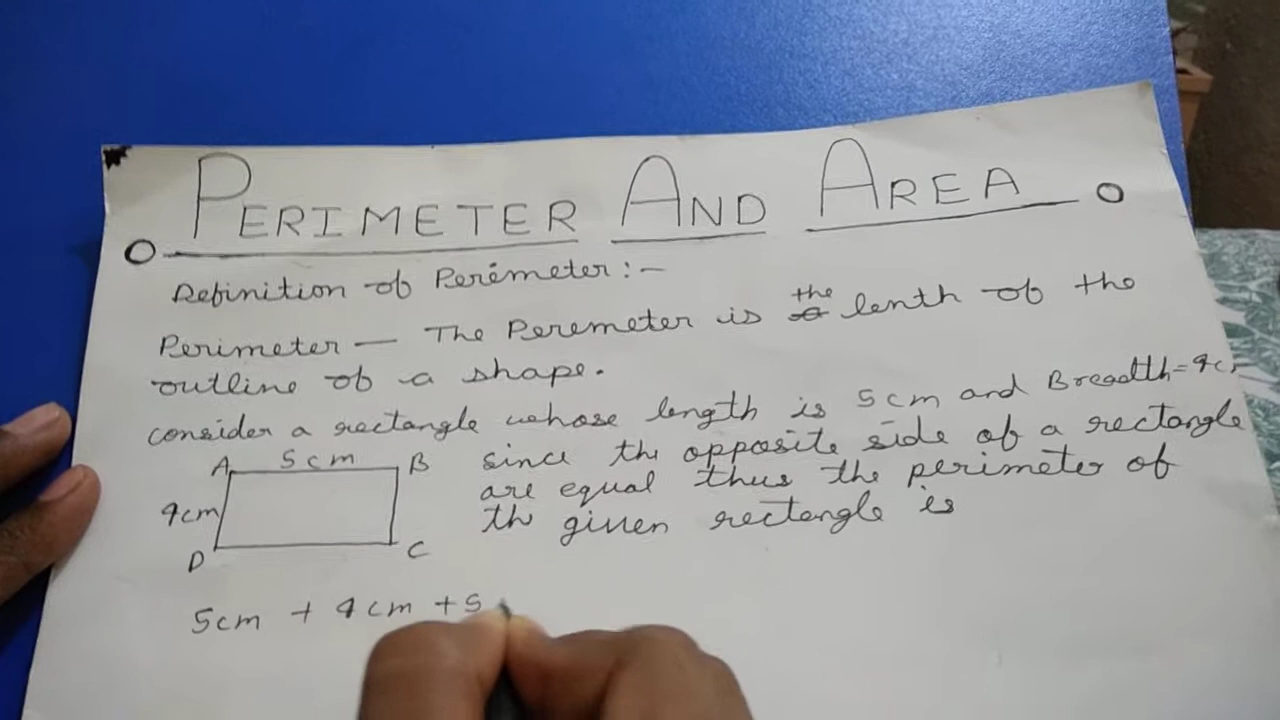 PERIMETER AND AREA
Definition of Perimeter :-
Perimeter — The Peremeter is the lenth of the
outline of a shape.
consider a rectangle whose length is 5cm and Breadth=4cm
since the opposite side of a rectangle
are equal thus the perimeter of
th given rectangle is
A 5cm B
4cm
D C
5cm + 4cm + 5